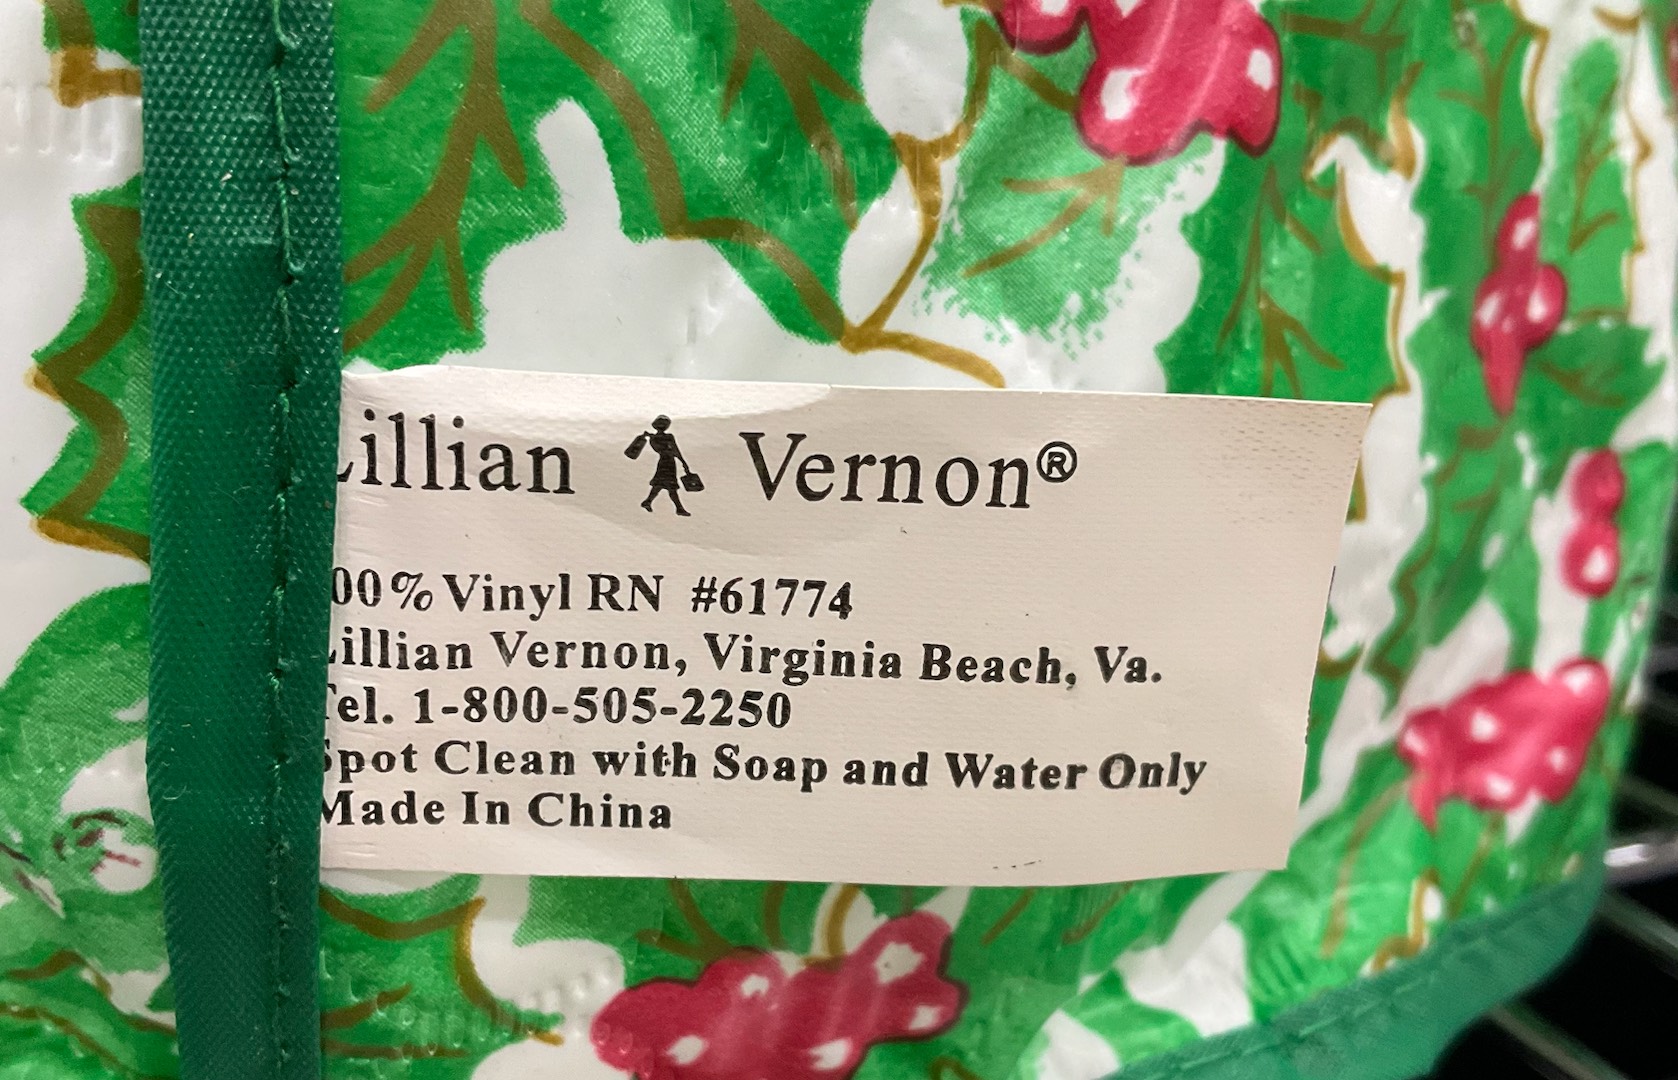 Lillian Vernon®
00% Vinyl RN #61774
Lillian Vernon, Virginia Beach, Va.
Tel. 1-800-505-2250
Spot Clean with Soap and Water Only
Made In China